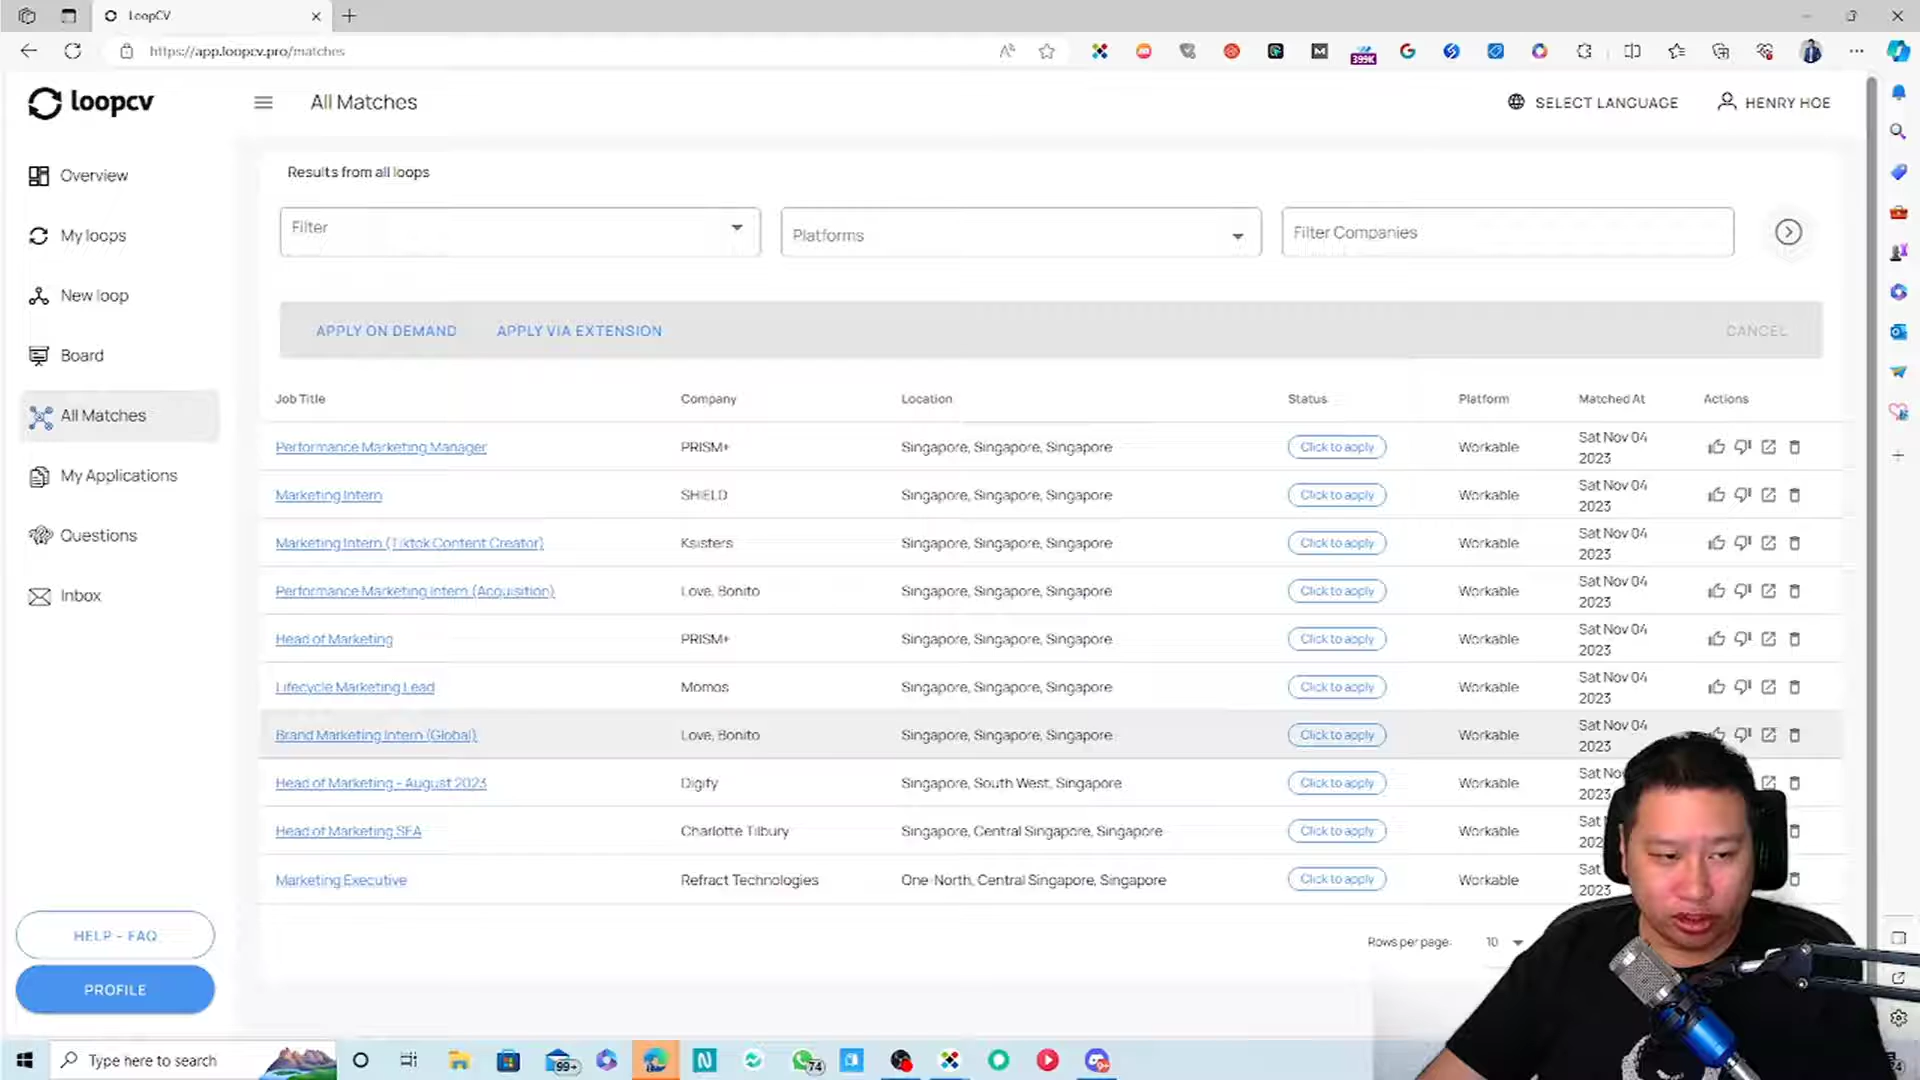 LoopCV
https://app.loopcv.pro/matches
399K
loopcv
All Matches
SELECT LANGUAGE
HENRY HOE
Overview
My loops
New loop
Board
All Matches
My Applications
Questions
Inbox
HELP - FAQ
PROFILE
Results from all loops
Filter
Platforms
Filter Companies
APPLY ON DEMAND
APPLY VIA EXTENSION
CANCEL
Job Title Company Location Status Platform Matched At Actions
Performance Marketing Manager PRISM+ Singapore, Singapore, Singapore Click to apply Workable Sat Nov 04
2023
Marketing Intern SHIELD Singapore, Singapore, Singapore Click to apply Workable Sat Nov 04
2023
Marketing Intern (Tiktok Content Creator) Ksisters Singapore, Singapore, Singapore Click to apply Workable Sat Nov 04
2023
Performance Marketing Intern (Acquisition) Love, Bonito Singapore, Singapore, Singapore Click to apply Workable Sat Nov 04
2023
Head of Marketing PRISM+ Singapore, Singapore, Singapore Click to apply Workable Sat Nov 04
2023
Lifecycle Marketing Lead Momos Singapore, Singapore, Singapore Click to apply Workable Sat Nov 04
2023
Brand Marketing Intern (Global) Love, Bonito Singapore, Singapore, Singapore Click to apply Workable Sat Nov 04
2023
Head of Marketing - August 2023 Digify Singapore, South West, Singapore Click to apply Workable Sat No
2023
Head of Marketing SEA Charlotte Tilbury Singapore, Central Singapore, Singapore Click to apply Workable Sat
202
Marketing Executive Refract Technologies One-North, Central Singapore, Singapore Click to apply Workable Sat
2023
Rows per page: 10
Type here to search
99+
74